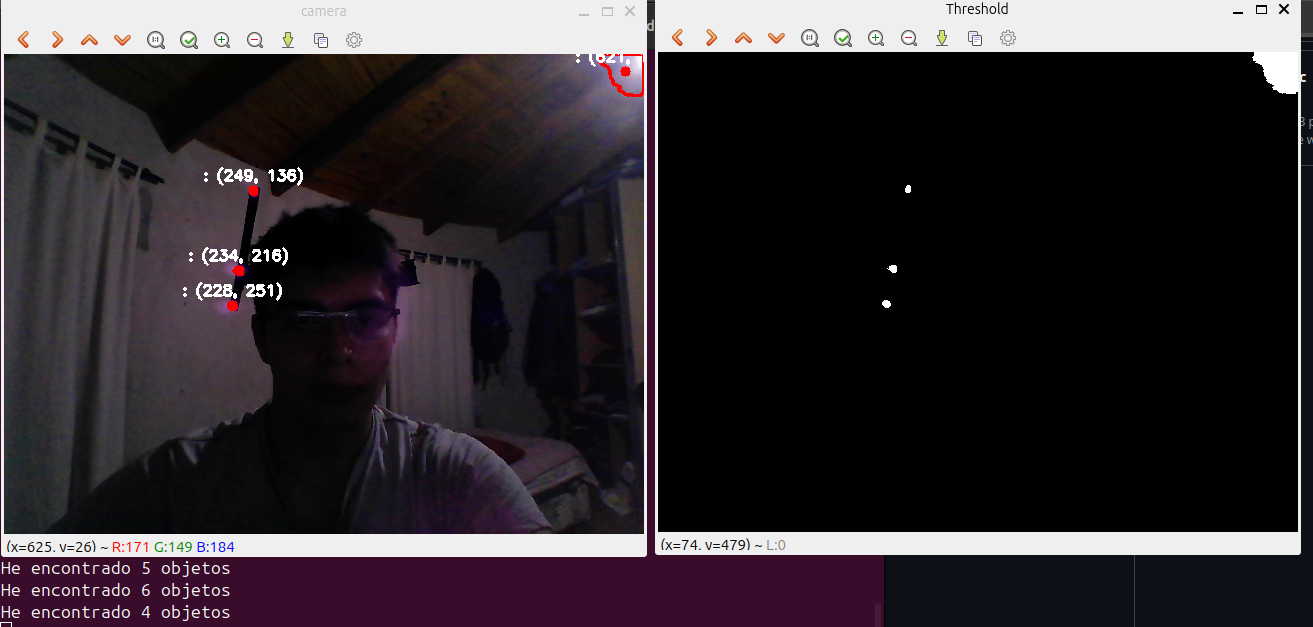 camera
Threshold
: (621,
: (249, 136)
: (234, 216)
: (228, 251)
(x=625, y=26) ~ R:171 G:149 B:184
(x=74, y=479) ~ L:0
He encontrado 5 objetos
He encontrado 6 objetos
He encontrado 4 objetos